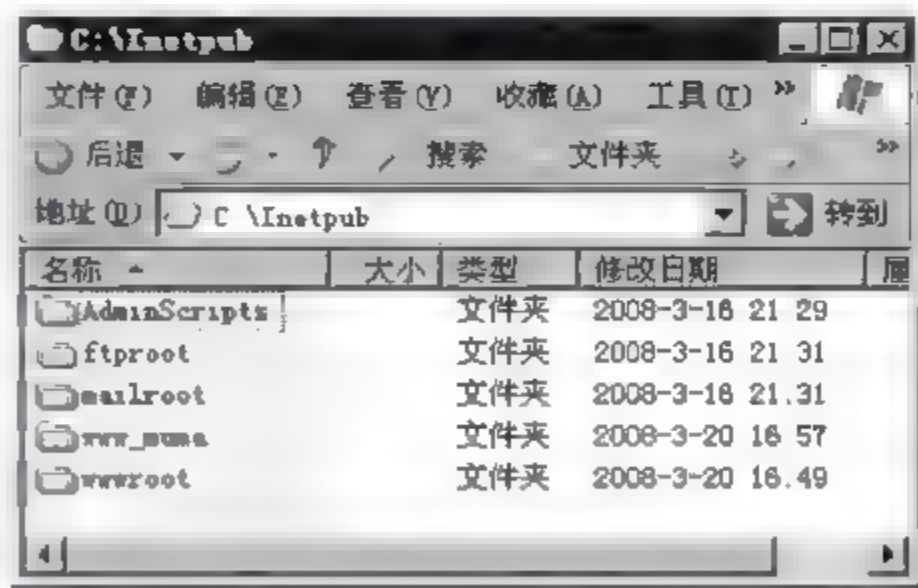 C:\Inetpub
文件(F) 编辑(E) 查看(V) 收藏(A) 工具(T) »
后退 搜索 文件夹 »
地址(D) C \Inetpub 转到
名称 大小 类型 修改日期 属
AdminScripts 文件夹 2008-3-16 21 29
ftproot 文件夹 2008-3-16 21 31
mailroot 文件夹 2008-3-16 21.31
www_muma 文件夹 2008-3-20 16 57
wwwroot 文件夹 2008-3-20 16.49